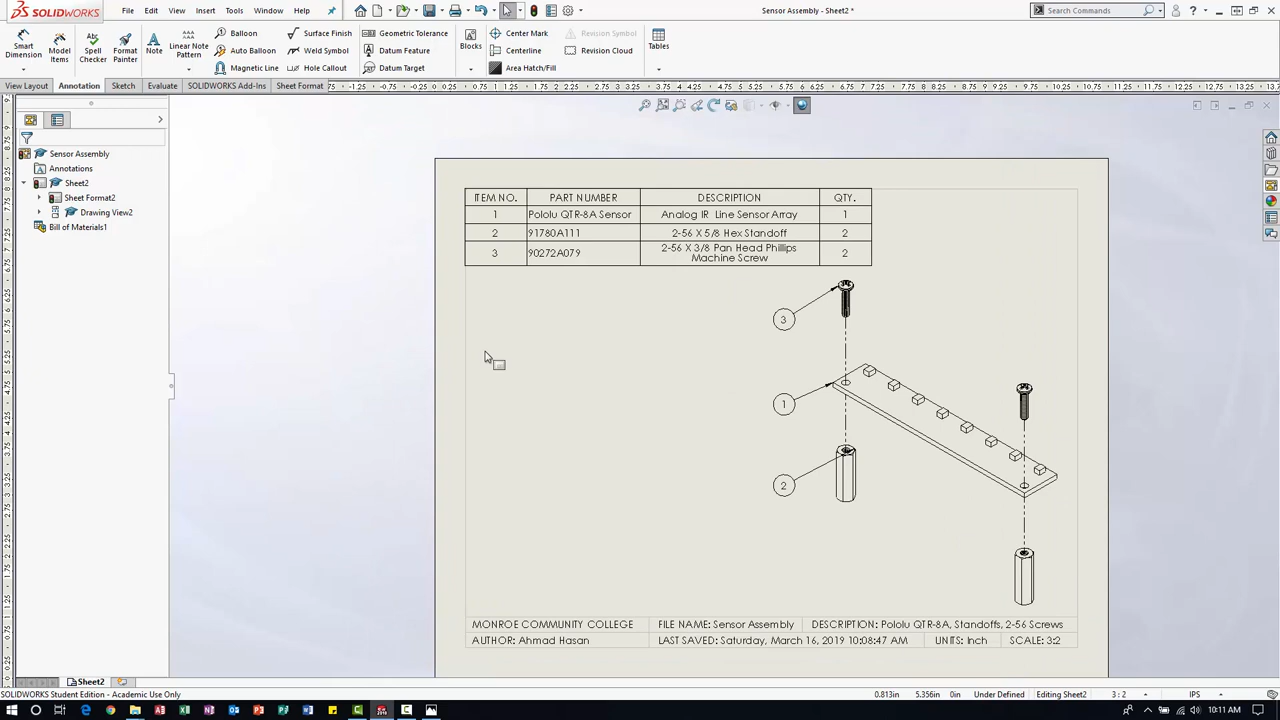 SOLIDWORKS
File Edit View Insert Tools Window
Sensor Assembly - Sheet2 *
Search Commands
Smart Dimension
Model Items
Spell Checker
Format Painter
Note
Linear Note Pattern
Balloon
Auto Balloon
Magnetic Line
Surface Finish
Weld Symbol
Hole Callout
Geometric Tolerance
Datum Feature
Datum Target
Blocks
Center Mark
Centerline
Area Hatch/Fill
Revision Symbol
Revision Cloud
Tables
View Layout Annotation Sketch Evaluate SOLIDWORKS Add-Ins Sheet Format
Sensor Assembly
Annotations
Sheet2
Sheet Format2
Drawing View2
Bill of Materials1
ITEM NO. PART NUMBER DESCRIPTION QTY.
1 Pololu QTR-8A Sensor Analog IR Line Sensor Array 1
2 91780A111 2-56 X 5/8 Hex Standoff 2
3 90272A079 2-56 X 3/8 Pan Head Phillips Machine Screw 2
3
1
2
MONROE COMMUNITY COLLEGE FILE NAME: Sensor Assembly DESCRIPTION: Pololu QTR-8A, Standoffs, 2-56 Screws
AUTHOR: Ahmad Hasan LAST SAVED: Saturday, March 16, 2019 10:08:47 AM UNITS: Inch SCALE: 3:2
Sheet2
SOLIDWORKS Student Edition - Academic Use Only
0.813in 5.356in 0in Under Defined Editing Sheet2 3 : 2 IPS
10:11 AM